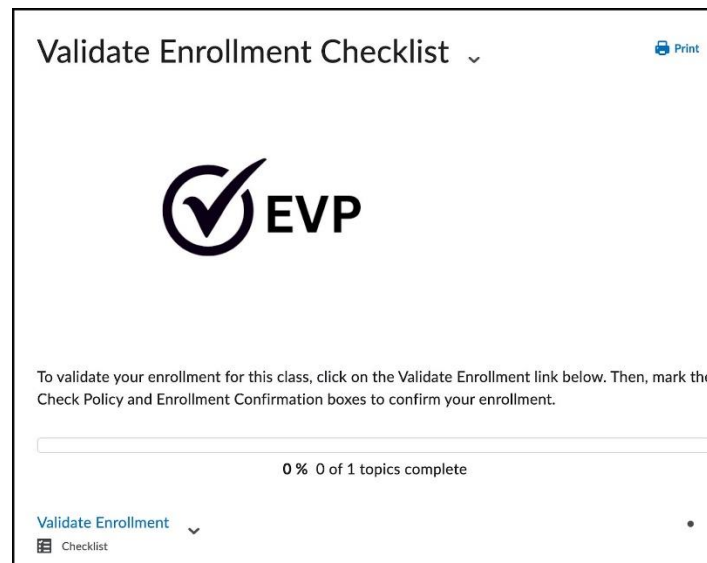 Validate Enrollment Checklist
Print
EVP
To validate your enrollment for this class, click on the Validate Enrollment link below. Then, mark the
Check Policy and Enrollment Confirmation boxes to confirm your enrollment.
0 % 0 of 1 topics complete
Validate Enrollment
Checklist